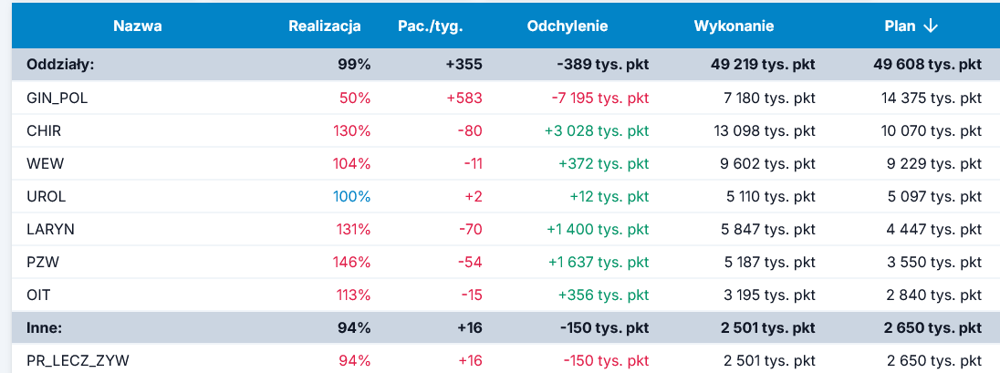 Nazwa Realizacja Pac./tyg. Odchylenie Wykonanie Plan ↓
Oddziały: 99% +355 -389 tys. pkt 49 219 tys. pkt 49 608 tys. pkt
GIN_POL 50% +583 -7 195 tys. pkt 7 180 tys. pkt 14 375 tys. pkt
CHIR 130% -80 +3 028 tys. pkt 13 098 tys. pkt 10 070 tys. pkt
WEW 104% -11 +372 tys. pkt 9 602 tys. pkt 9 229 tys. pkt
UROL 100% +2 +12 tys. pkt 5 110 tys. pkt 5 097 tys. pkt
LARYN 131% -70 +1 400 tys. pkt 5 847 tys. pkt 4 447 tys. pkt
PZW 146% -54 +1 637 tys. pkt 5 187 tys. pkt 3 550 tys. pkt
OIT 113% -15 +356 tys. pkt 3 195 tys. pkt 2 840 tys. pkt
Inne: 94% +16 -150 tys. pkt 2 501 tys. pkt 2 650 tys. pkt
PR_LECZ_ZYW 94% +16 -150 tys. pkt 2 501 tys. pkt 2 650 tys. pkt